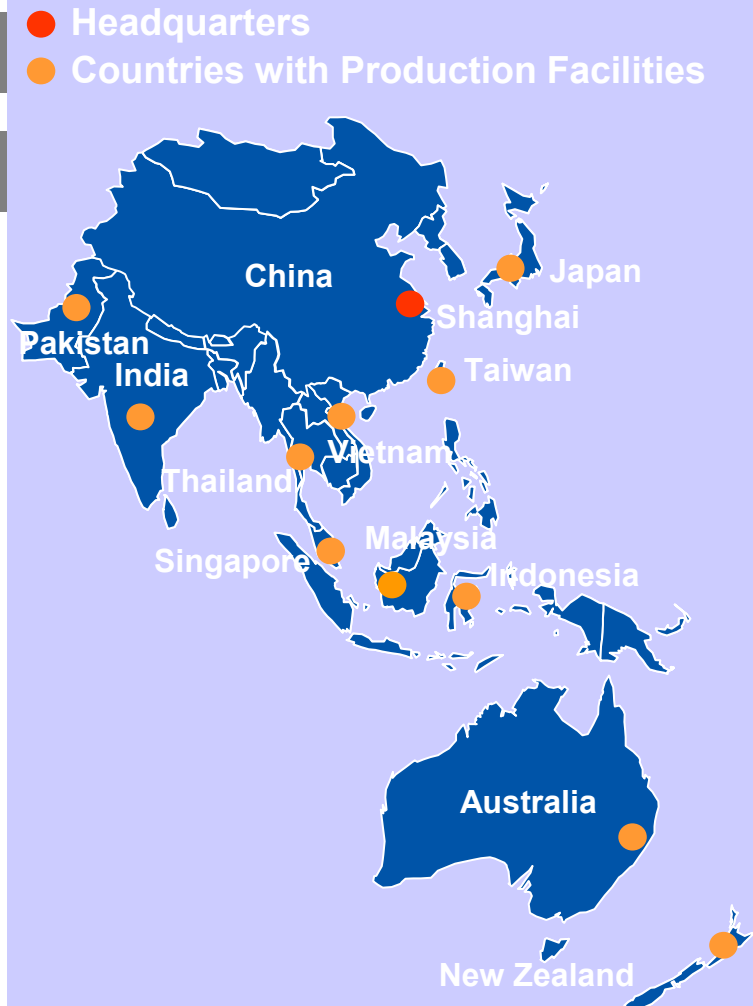 Headquarters
Countries with Production Facilities
China
Japan
Shanghai
Pakistan
India
Taiwan
Vietnam
Thailand
Malaysia
Singapore
Indonesia
Australia
New Zealand